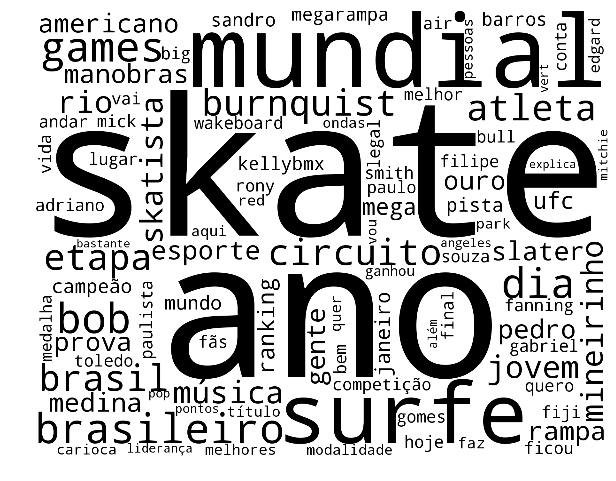 americano sandro megarampa air barros
games big mundial pessoas vert conta edgard
manobras
rio vai burnquist melhor atleta
andar mick wakeboard ondas legal bull mitchie
vida lugar skatista skate kellybmx smith filipe explica
rony paulo ouro ufc
adriano red mega pista
aqui vou park
bastante etapa esporte circuito angeles souza slater
ganhou
campeão mundo ano dia mineirinho
bob paulista ranking gente quer janeiro além final fanning
medalha prova fãs bem pedro
toledo gabriel
brasil pop música competição jovem quero
medina pontos título surfe gomes fiji
brasileiro hoje faz rampa
carioca liderança melhores modalidade ficou